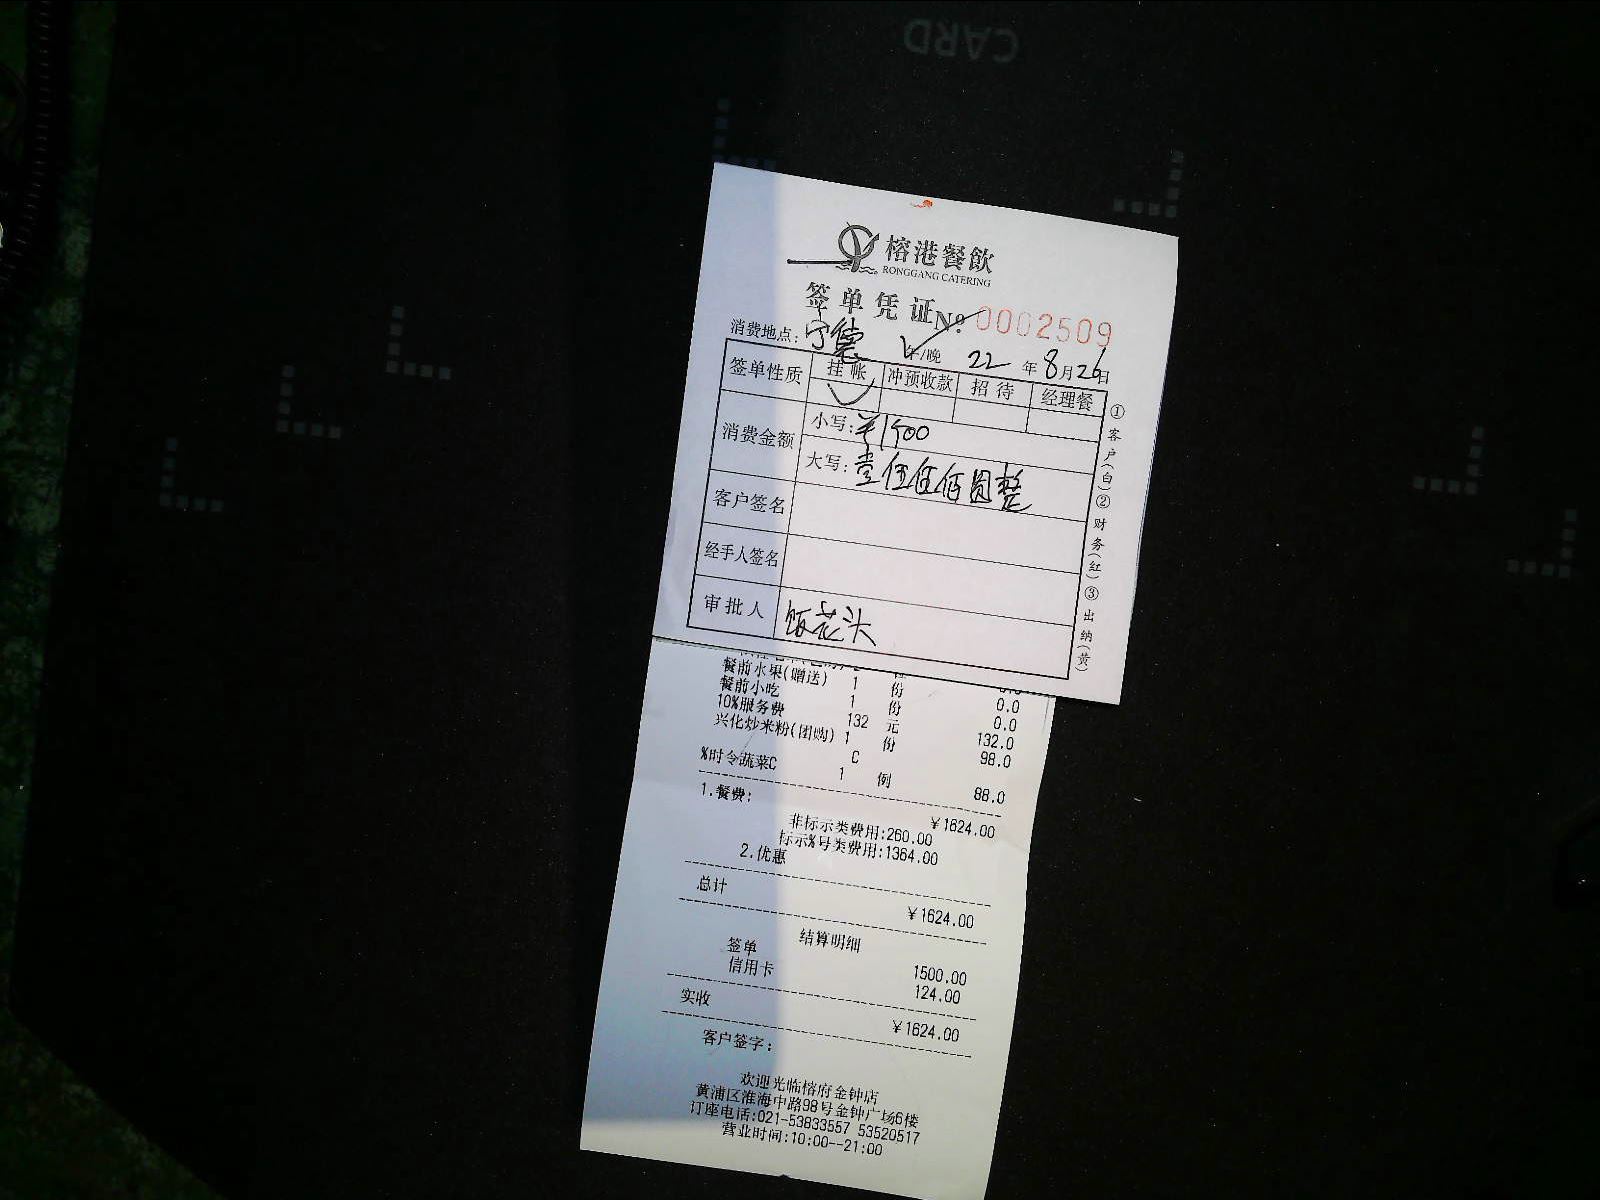 CARD
榕港餐飲
RONGGANG CATERING
签单凭证 №. 0002509
消费地点: 宁德 午/晚 22年8月26日
签单性质 挂帐 冲预收款 招待 经理餐
消费金额 小写: ¥1500
大写: 壹仟伍佰圆整
客户签名
经手人签名
审批人
①客户(白)②财务(红)③出纳(黄)
餐前水果(赠送) 1 份 0.0
餐前小吃 1 份 0.0
10%服务费 132 元 132.0
兴化炒米粉(团购) 1 份 98.0
C
%时令蔬菜C 1 例 88.0
1.餐费: ¥1624.00
非标示类费用:260.00
标示%号类费用:1364.00
2.优惠
总计 ¥1624.00
结算明细
签单 1500.00
信用卡 124.00
实收 ¥1624.00
客户签字:
欢迎光临榕府金钟店
黄浦区淮海中路98号金钟广场6楼
订座电话:021-53833557 53520517
营业时间:10:00--21:00